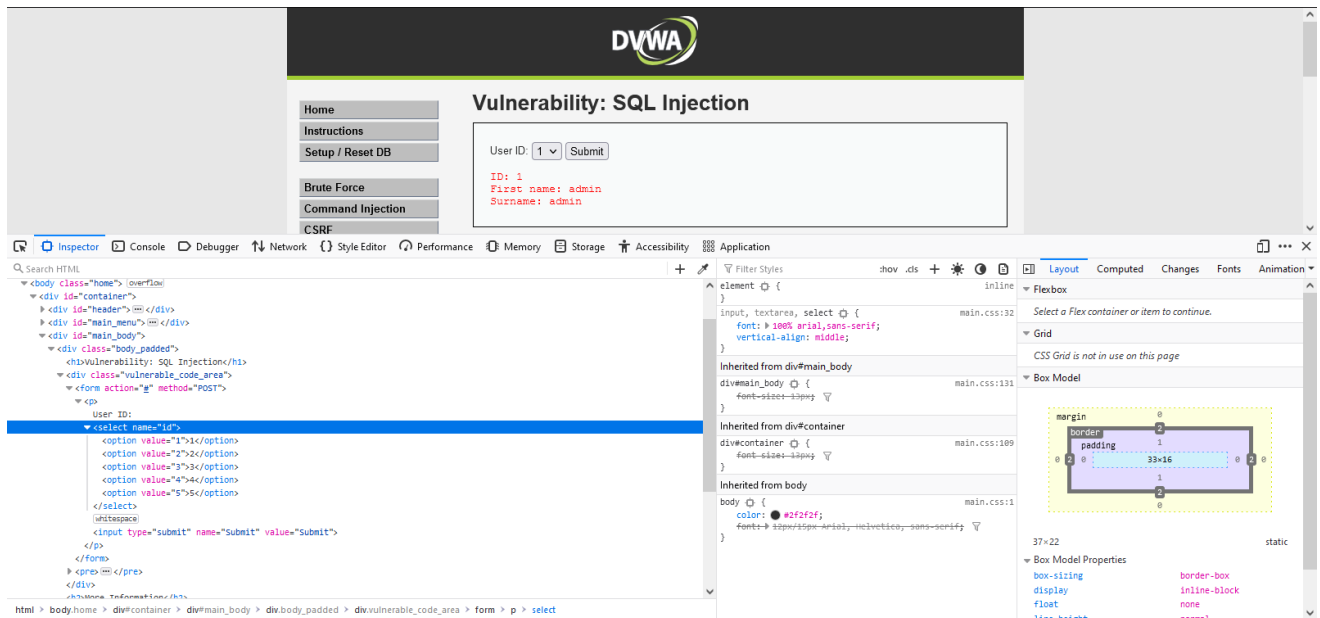 DVWA
Home
Instructions
Setup / Reset DB
Brute Force
Command Injection
CSRF
Vulnerability: SQL Injection
User ID: 1 Submit
ID: 1
First name: admin
Surname: admin
Inspector Console Debugger Network Style Editor Performance Memory Storage Accessibility Application
Search HTML
<body class="home"> overflow
<div id="container">
<div id="header"></div>
<div id="main_menu"></div>
<div id="main_body">
<div class="body_padded">
<h1>Vulnerability: SQL Injection</h1>
<div class="vulnerable_code_area">
<form action="#" method="POST">
<p>
User ID:
<select name="id">
<option value="1">1</option>
<option value="2">2</option>
<option value="3">3</option>
<option value="4">4</option>
<option value="5">5</option>
</select>
whitespace
<input type="submit" name="Submit" value="Submit">
</p>
</form>
<pre></pre>
</div>
<h2>More Information</h2>
html > body.home > div#container > div#main_body > div.body_padded > div.vulnerable_code_area > form > p > select
Filter Styles :hov .cls
element { inline
}
input, textarea, select { main.css:32
font: 100% arial,sans-serif;
vertical-align: middle;
}
Inherited from div#main_body
div#main_body { main.css:131
font-size: 13px;
}
Inherited from div#container
div#container { main.css:109
font-size: 13px;
}
Inherited from body
body { main.css:1
color: #2f2f2f;
font: 12px/15px Arial, Helvetica, sans-serif;
}
Layout Computed Changes Fonts Animation
Flexbox
Select a Flex container or item to continue.
Grid
CSS Grid is not in use on this page
Box Model
margin 0
border 2
padding 1
0 2 0 33×16 0 2 0
1
2
0
37×22 static
Box Model Properties
box-sizing border-box
display inline-block
float none
line-height normal